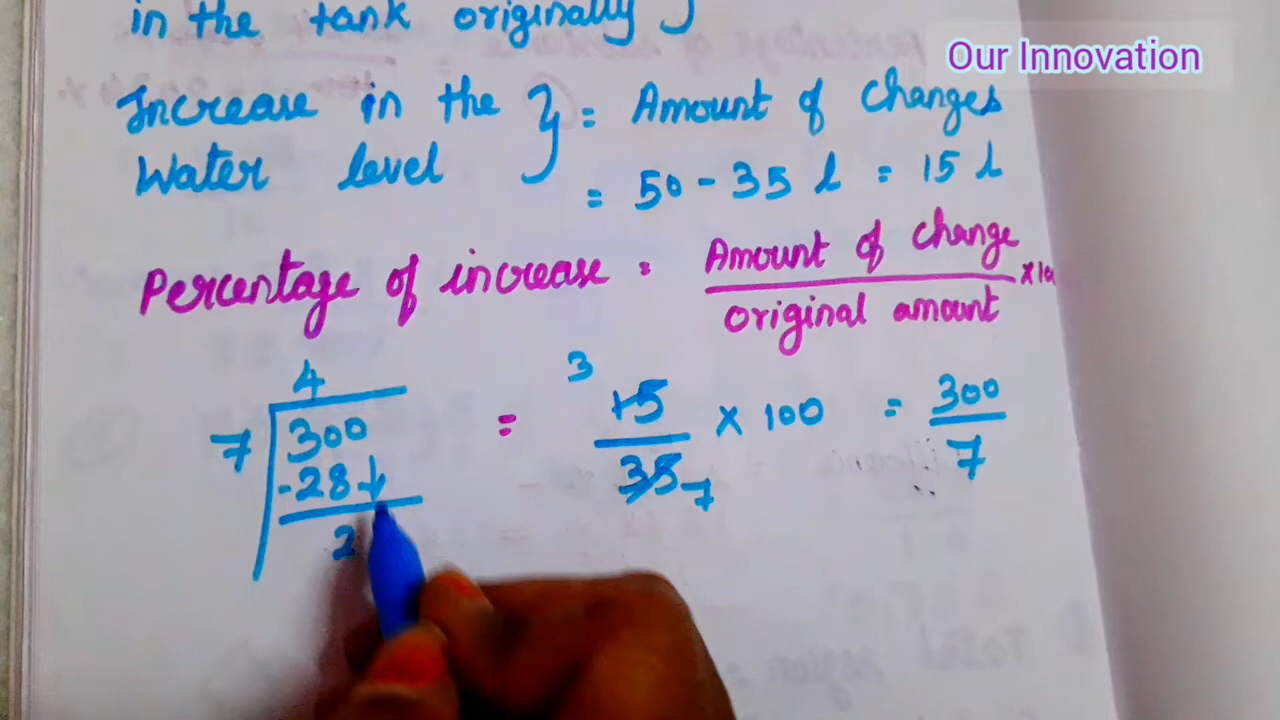 in the tank originally }
Our Innovation
Increase in the } = Amount of changes
Water level = 50 - 35 l = 15 l
Percentage of increase = Amount of change / original amount × 10
4
7 300
- 28
2
= 3 15 / 35 7 × 100 = 300 / 7